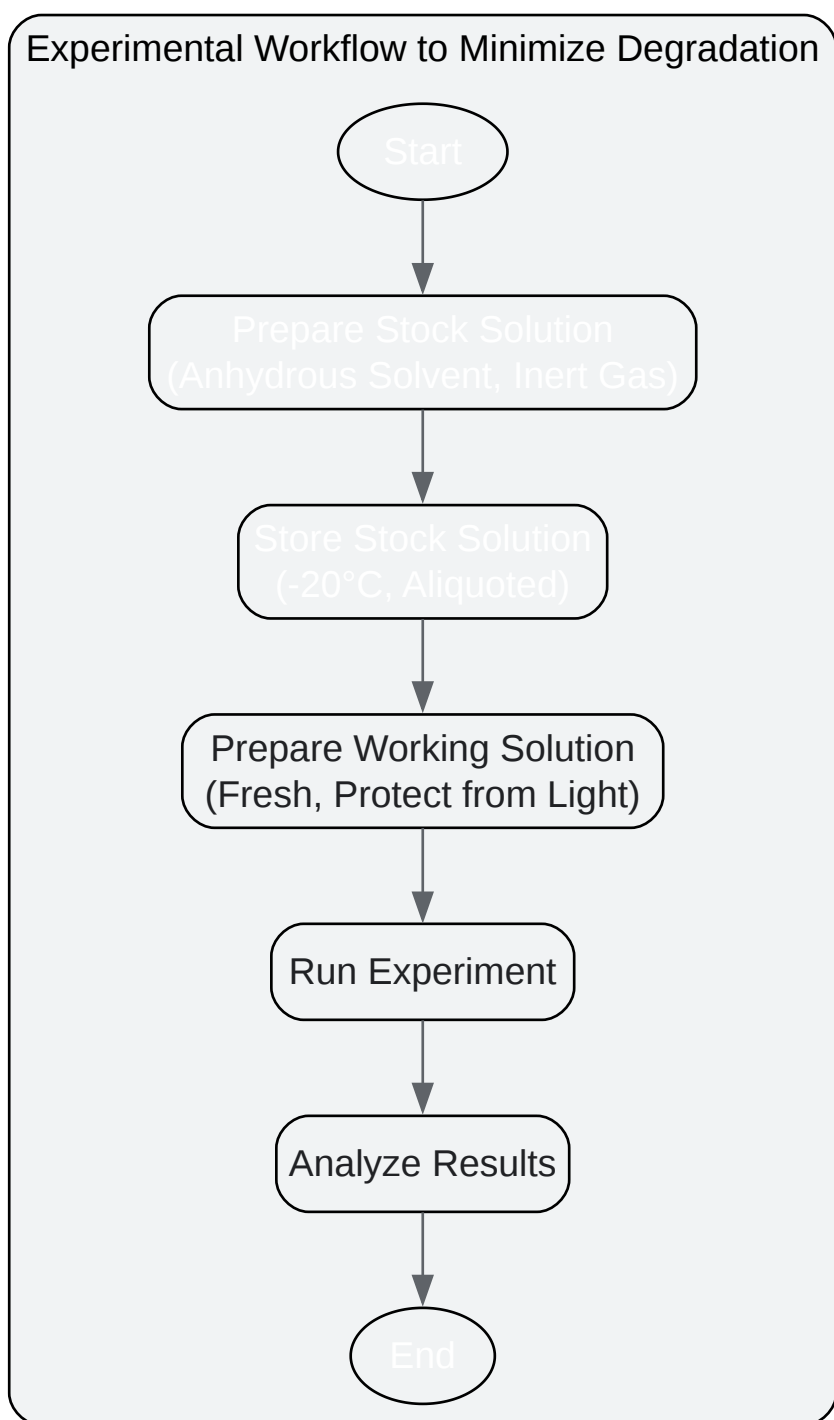 Experimental Workflow to Minimize Degradation
Start
Prepare Stock Solution
(Anhydrous Solvent, Inert Gas)
Store Stock Solution
(-20°C, Aliquoted)
Prepare Working Solution
(Fresh, Protect from Light)
Run Experiment
Analyze Results
End